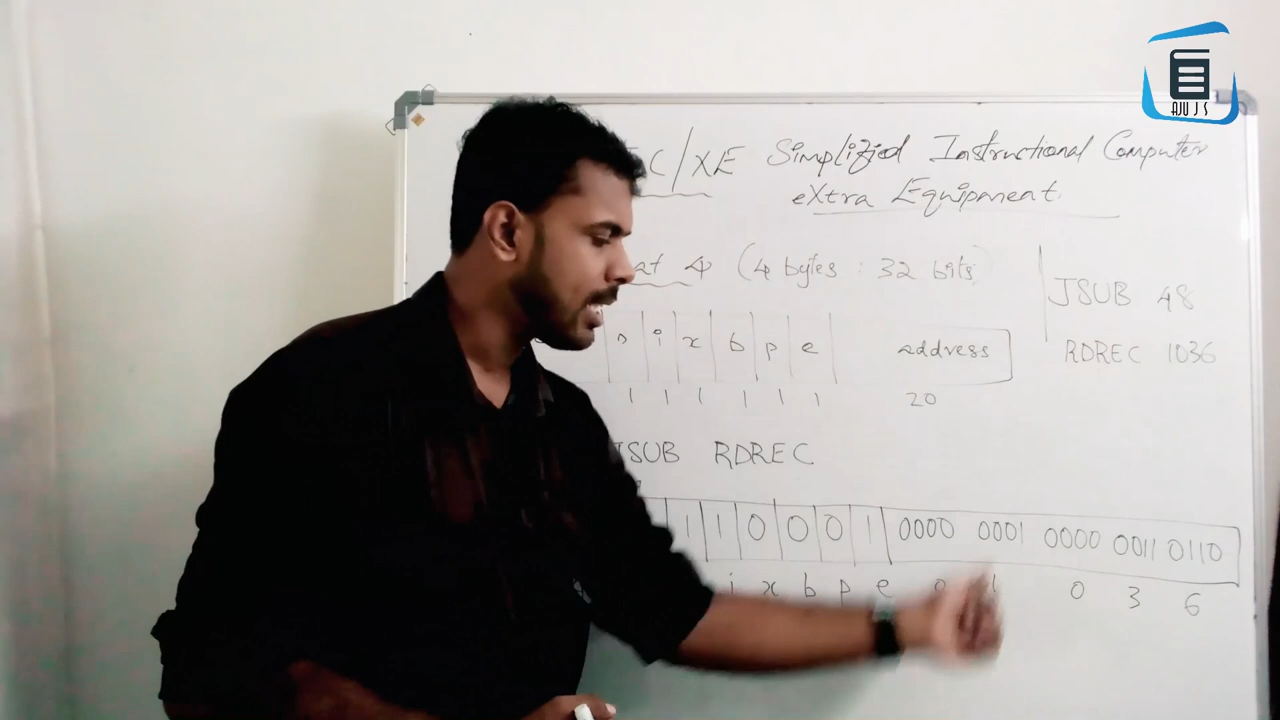 AJU J S
C/XE Simplified Instructional Computer
eXtra Equipment
at 4 (4 bytes : 32 bits)
JSUB 48
RDREC 1036
n i x b p e address
1 1 1 1 1 1 20
JSUB RDREC
1 1 0 0 0 1 0000 0001 0000 0011 0110
i x b p e 0 1 0 3 6